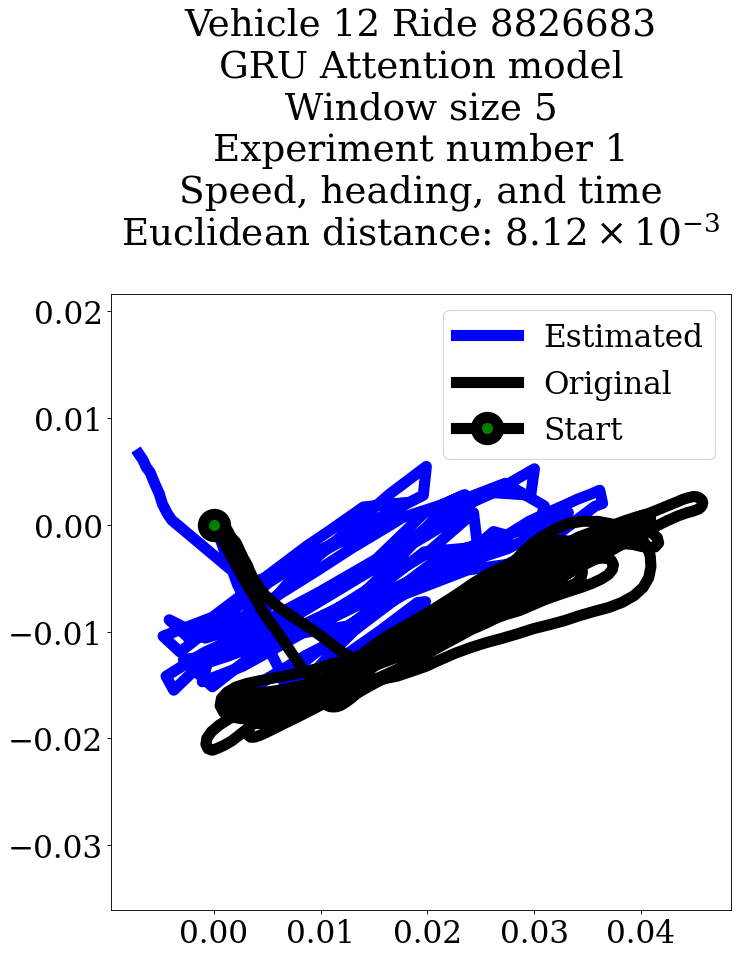 Vehicle 12 Ride 8826683
GRU Attention model
Window size 5
Experiment number 1
Speed, heading, and time
Euclidean distance: 8.12 × 10⁻³
Estimated
Original
Start
0.02
0.01
0.00
−0.01
−0.02
−0.03
0.00 0.01 0.02 0.03 0.04